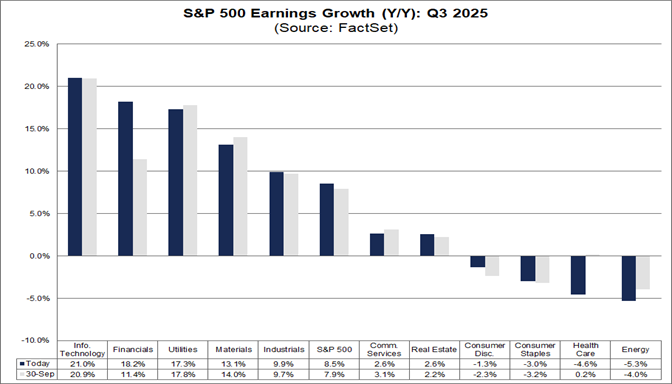 S&P 500 Earnings Growth (Y/Y): Q3 2025
(Source: FactSet)
25.0%
20.0%
15.0%
10.0%
5.0%
0.0%
-5.0%
-10.0%
Info. Technology Financials Utilities Materials Industrials S&P 500 Comm. Services Real Estate Consumer Disc. Consumer Staples Health Care Energy
Today 21.0% 18.2% 17.3% 13.1% 9.9% 8.5% 2.6% 2.6% -1.3% -3.0% -4.6% -5.3%
30-Sep 20.9% 11.4% 17.8% 14.0% 9.7% 7.9% 3.1% 2.2% -2.3% -3.2% 0.2% -4.0%